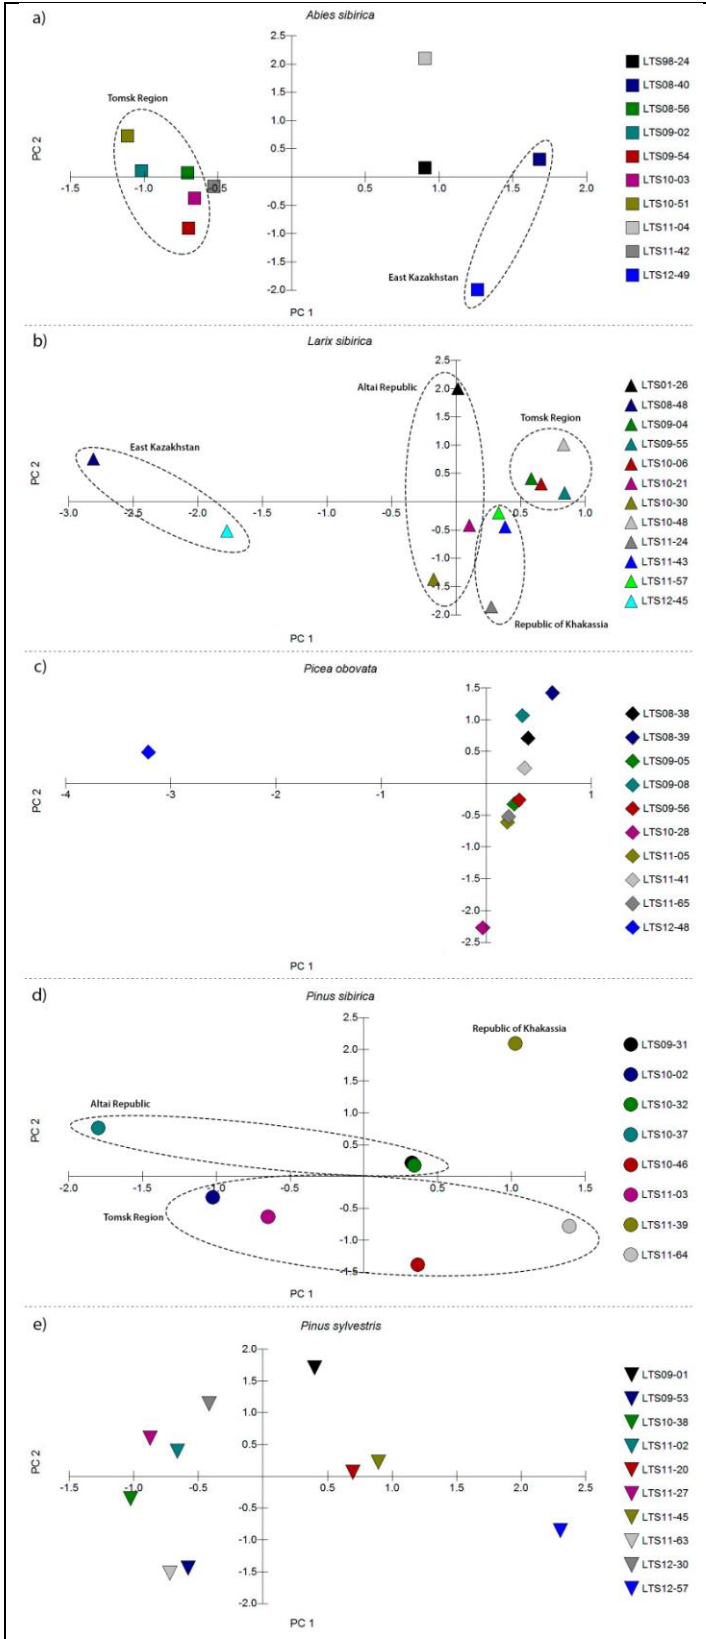 a)
Abies sibirica
2.5
2.0
1.5
1.0
0.5
-0.5
-1.0
-1.5
-2.0
-1.5
-1.0
-0.5
0.5
1.0
1.5
2.0
Tomsk Region
East Kazakhstan
PC 2
PC 1
LTS98-24
LTS08-40
LTS08-56
LTS09-02
LTS09-54
LTS10-03
LTS10-51
LTS11-04
LTS11-42
LTS12-49
b)
Larix sibirica
2.5
2.0
1.5
1.0
0.5
-0.5
-1.0
-1.5
-2.0
-3.0
-2.5
-2.0
-1.5
-1.0
-0.5
0.5
1.0
Altai Republic
Tomsk Region
East Kazakhstan
Republic of Khakassia
PC 2
PC 1
LTS01-26
LTS08-48
LTS09-04
LTS09-55
LTS10-06
LTS10-21
LTS10-30
LTS10-48
LTS11-24
LTS11-43
LTS11-57
LTS12-45
c)
Picea obovata
1.5
0.5
-0.5
-1.0
-1.5
-2.0
-2.5
-4
-3
-2
-1
1
PC 2
PC 1
LTS08-38
LTS08-39
LTS09-05
LTS09-08
LTS09-56
LTS10-28
LTS11-05
LTS11-41
LTS11-65
LTS12-48
d)
Pinus sibirica
2.5
2.0
1.5
1.0
0.5
-0.5
-1.0
-1.5
-2.0
-1.5
-1.0
-0.5
0.5
1.0
1.5
Republic of Khakassia
Altai Republic
Tomsk Region
PC 2
PC 1
LTS09-31
LTS10-02
LTS10-32
LTS10-37
LTS10-46
LTS11-03
LTS11-39
LTS11-64
e)
Pinus sylvestris
2.0
1.5
1.0
0.5
-0.5
-1.0
-1.5
-2.0
-1.5
-1.0
-0.5
0.5
1.0
1.5
2.0
2.5
PC 2
PC 1
LTS09-01
LTS09-53
LTS10-38
LTS11-02
LTS11-20
LTS11-27
LTS11-45
LTS11-63
LTS12-30
LTS12-57